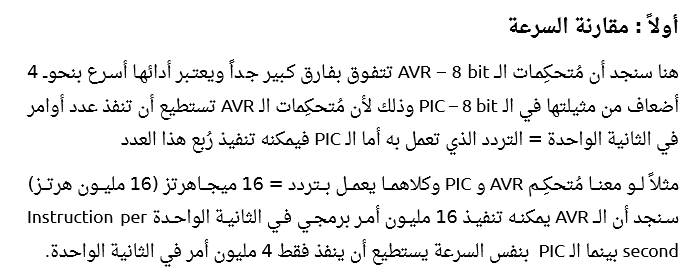 أولاً : مقارنة السرعة
هنا سنجد أن مُتحكِمات الـ AVR – 8 bit تتفوق بفارق كبير جداً ويعتبر أدائها أسرع بنحوـ 4
أضعاف من مثيلتها في الـ PIC – 8 bit وذلك لأن مُتحكِمات الـ AVR تستطيع أن تنفذ عدد أوامر
في الثانية الواحدة = التردد الذي تعمل به أما الـ PIC فيمكنه تنفيذ رُبع هذا العدد
مثلاً لو معنا مُتحكِم AVR و PIC وكلاهما يعمل بتردد = 16 ميجاهرتز (16 مليون هرتز)
سنجد أن الـ AVR يمكنه تنفيذ 16 مليون أمر برمجي في الثانية الواحدة Instruction per
second بينما الـ PIC بنفس السرعة يستطيع أن ينفذ فقط 4 مليون أمر في الثانية الواحدة.